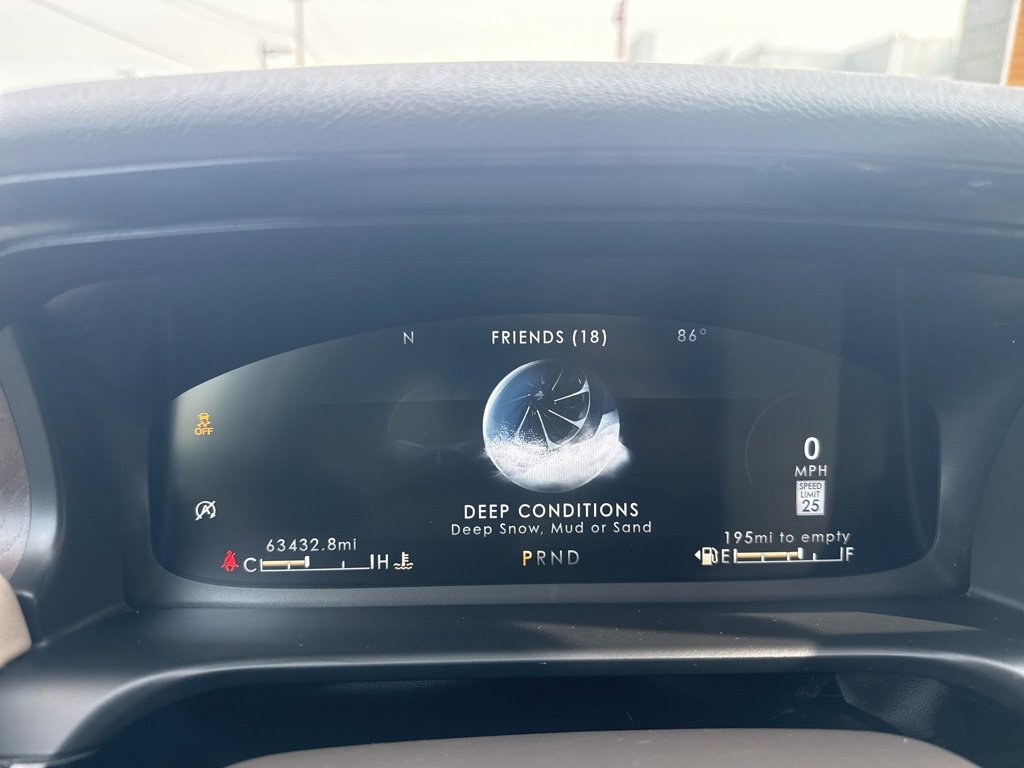 N FRIENDS (18) 86°
OFF
A
0
MPH
SPEED
LIMIT
25
DEEP CONDITIONS
Deep Snow, Mud or Sand
63432.8mi
195mi to empty
C H
PRND
E F